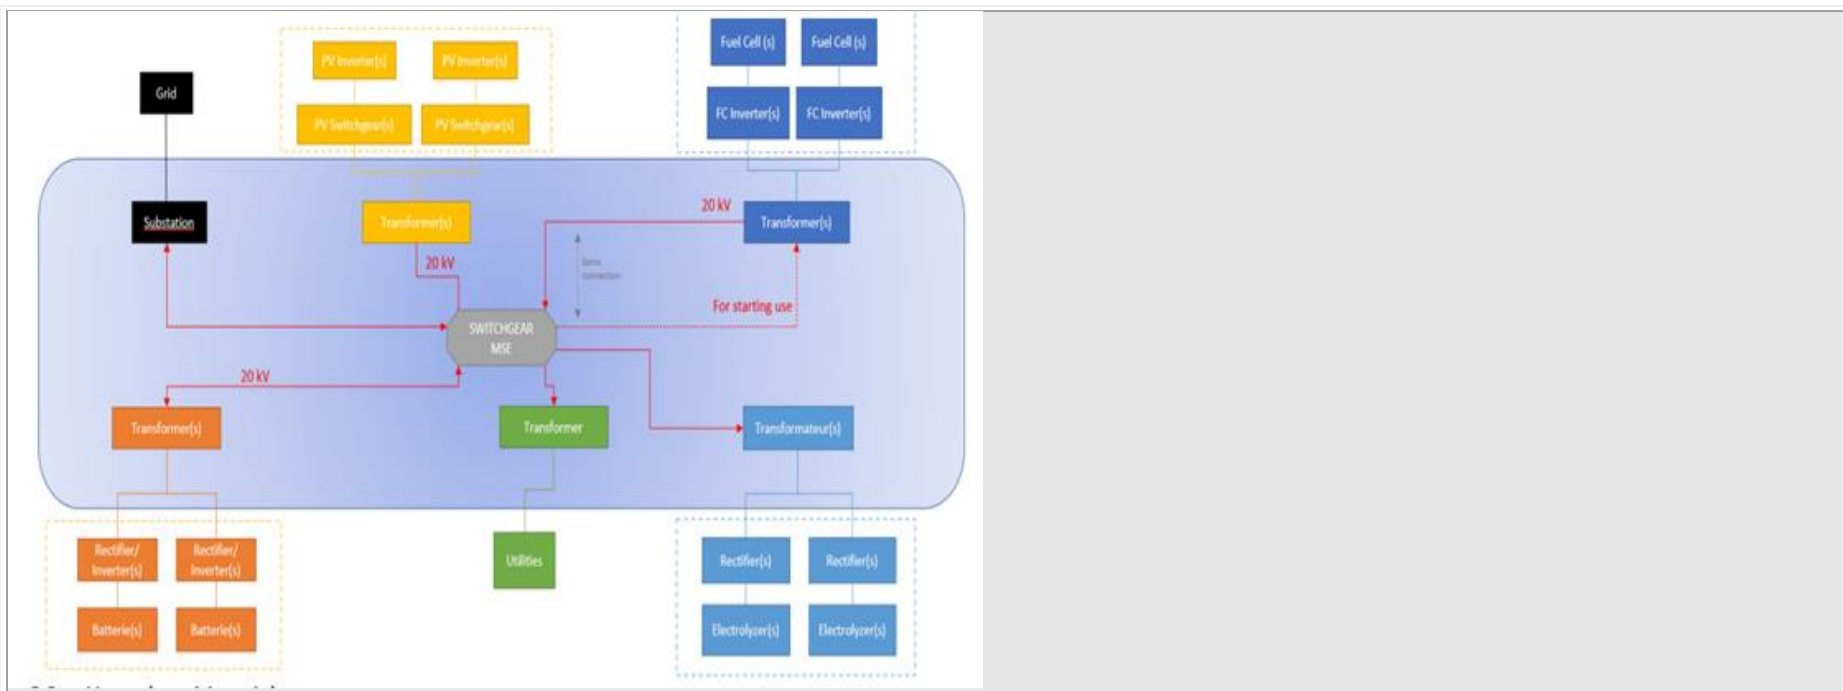 Fuel Cell (s)
Fuel Cell (s)
PV Inverter(s)
PV Inverter(s)
Grid
FC Inverter(s)
FC Inverter(s)
PV Switchgear(s)
PV Switchgear(s)
20 kV
Substation
Transformer(s)
Transformer(s)
20 kV
Same
connection
For starting use
SWITCHGEAR
MSE
20 kV
Transformer(s)
Transformer
Transformateur(s)
Rectifier/
Inverter(s)
Rectifier/
Inverter(s)
Utilities
Rectifier(s)
Rectifier(s)
Batterie(s)
Batterie(s)
Electrolyzer(s)
Electrolyzer(s)